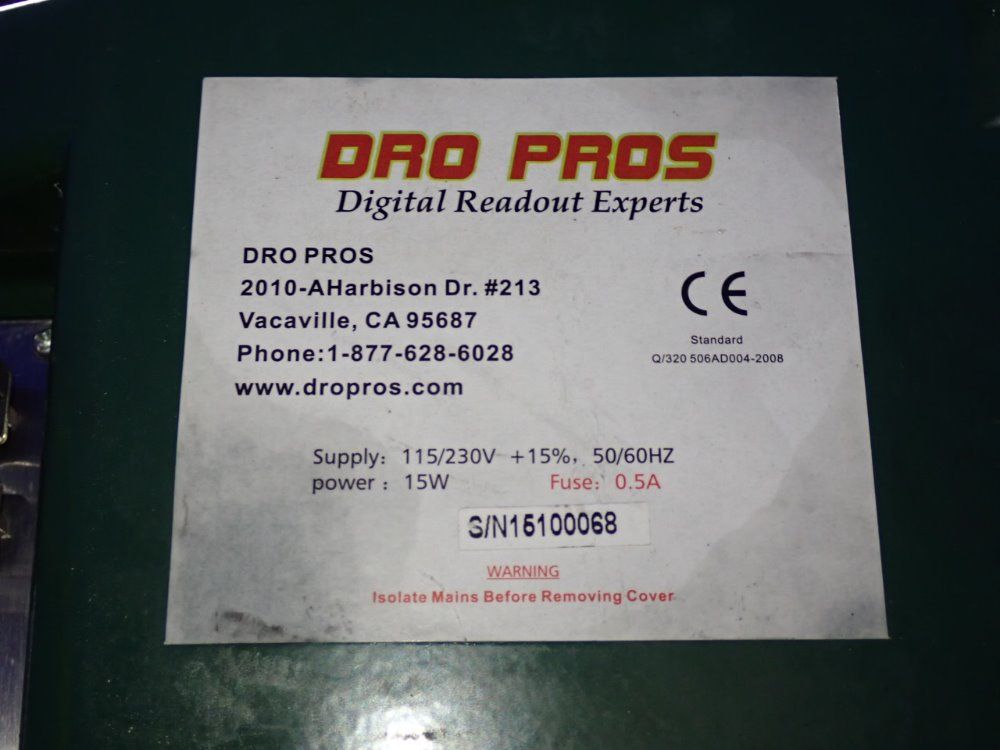 DRO PROS
Digital Readout Experts
DRO PROS
2010-AHarbison Dr. #213
Vacaville, CA 95687
Phone:1-877-628-6028
www.dropros.com
CE
Standard
Q/320 506AD004-2008
Supply: 115/230V +15%, 50/60HZ
power : 15W Fuse: 0.5A
S/N15100068
WARNING
Isolate Mains Before Removing Cover